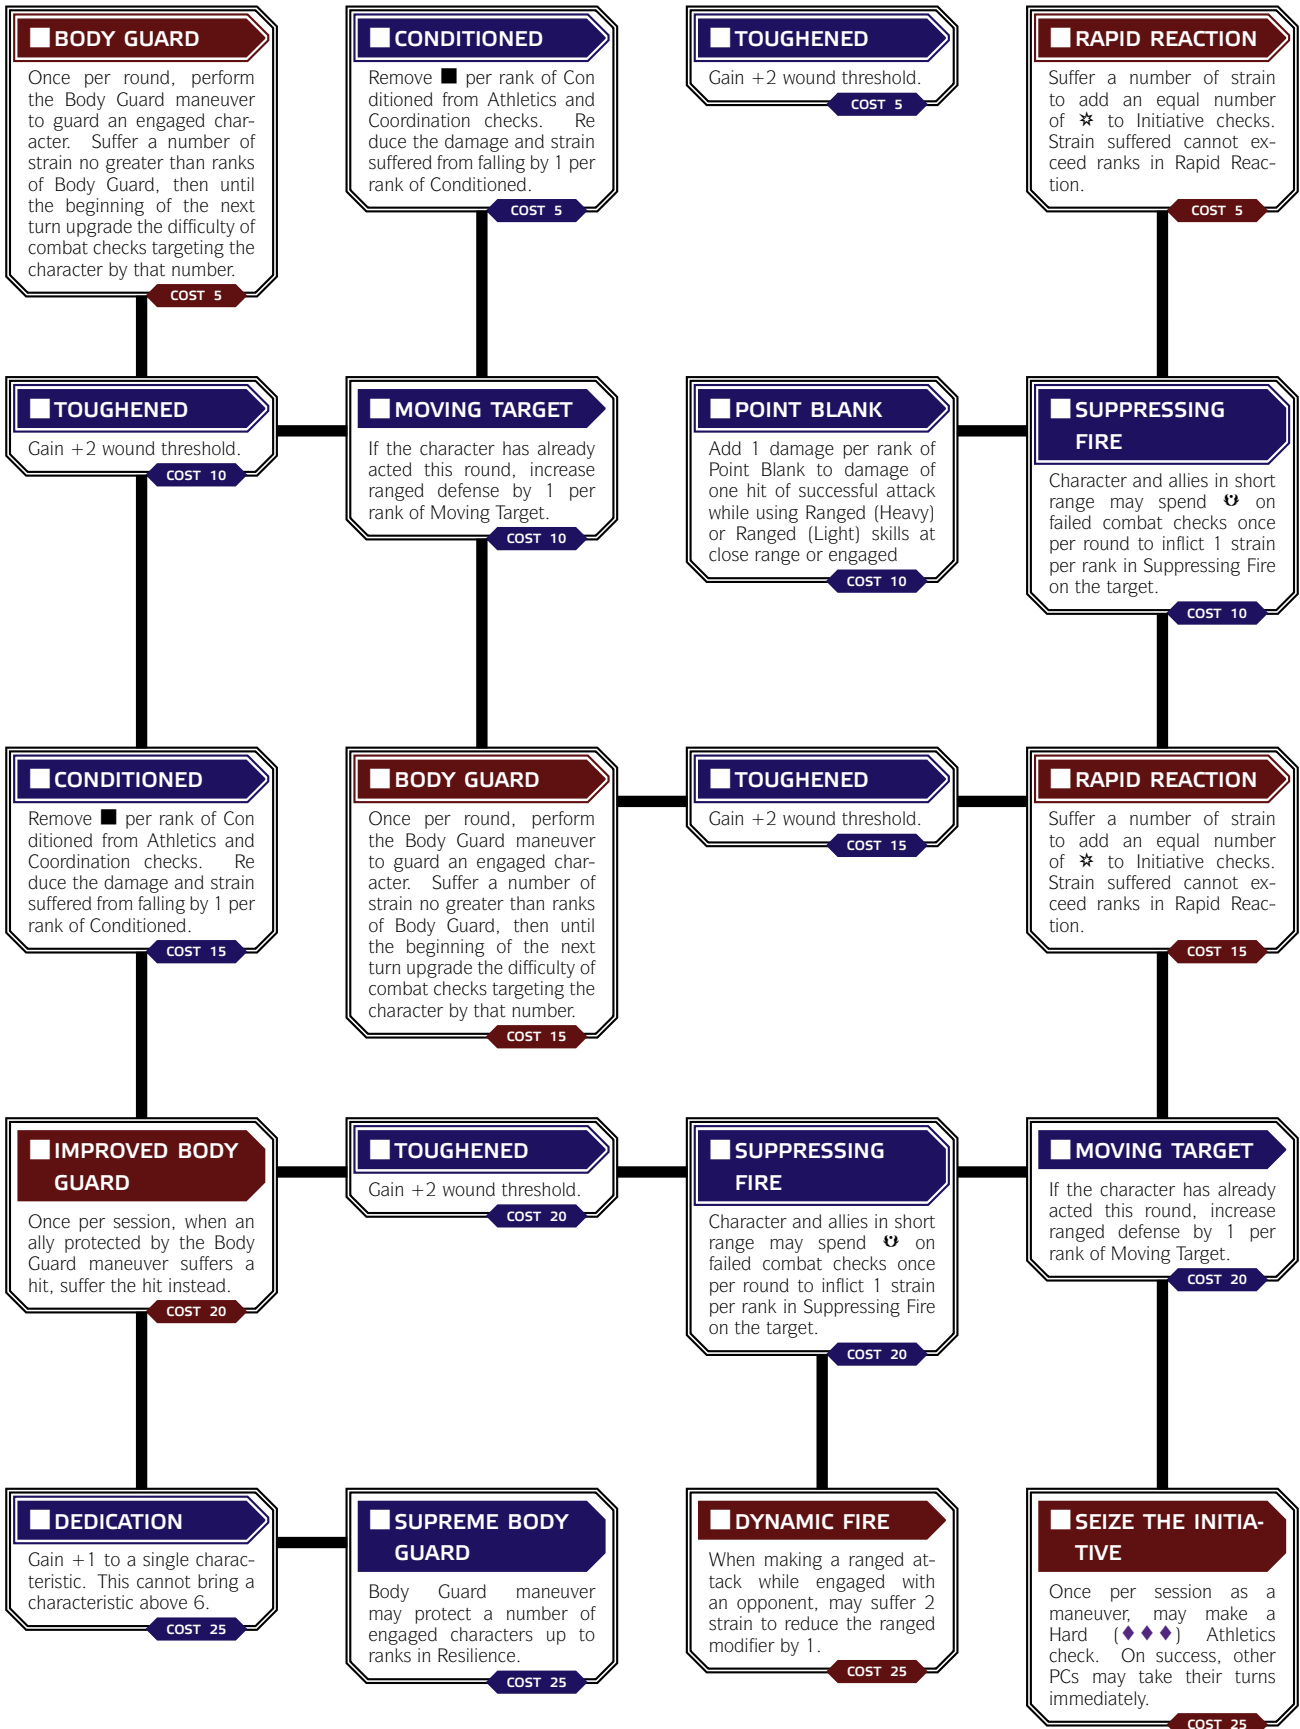 BODY GUARD
Once per round, perform
the Body Guard maneuver
to guard an engaged char-
acter. Suffer a number of
strain no greater than ranks
of Body Guard, then until
the beginning of the next
turn upgrade the difficulty of
combat checks targeting the
character by that number.
COST 5
CONDITIONED
Remove ■ per rank of Con
ditioned from Athletics and
Coordination checks. Re
duce the damage and strain
suffered from falling by 1 per
rank of Conditioned.
COST 5
TOUGHENED
Gain +2 wound threshold.
COST 5
RAPID REACTION
Suffer a number of strain
to add an equal number
of to Initiative checks.
Strain suffered cannot ex-
ceed ranks in Rapid Reac-
tion.
COST 5
TOUGHENED
Gain +2 wound threshold.
COST 10
MOVING TARGET
If the character has already
acted this round, increase
ranged defense by 1 per
rank of Moving Target.
COST 10
POINT BLANK
Add 1 damage per rank of
Point Blank to damage of
one hit of successful attack
while using Ranged (Heavy)
or Ranged (Light) skills at
close range or engaged
COST 10
SUPPRESSING
FIRE
Character and allies in short
range may spend on
failed combat checks once
per round to inflict 1 strain
per rank in Suppressing Fire
on the target.
COST 10
CONDITIONED
Remove ■ per rank of Con
ditioned from Athletics and
Coordination checks. Re
duce the damage and strain
suffered from falling by 1 per
rank of Conditioned.
COST 15
BODY GUARD
Once per round, perform
the Body Guard maneuver
to guard an engaged char-
acter. Suffer a number of
strain no greater than ranks
of Body Guard, then until
the beginning of the next
turn upgrade the difficulty of
combat checks targeting the
character by that number.
COST 15
TOUGHENED
Gain +2 wound threshold.
COST 15
RAPID REACTION
Suffer a number of strain
to add an equal number
of to Initiative checks.
Strain suffered cannot ex-
ceed ranks in Rapid Reac-
tion.
COST 15
IMPROVED BODY
GUARD
Once per session, when an
ally protected by the Body
Guard maneuver suffers a
hit, suffer the hit instead.
COST 20
TOUGHENED
Gain +2 wound threshold.
COST 20
SUPPRESSING
FIRE
Character and allies in short
range may spend on
failed combat checks once
per round to inflict 1 strain
per rank in Suppressing Fire
on the target.
COST 20
MOVING TARGET
If the character has already
acted this round, increase
ranged defense by 1 per
rank of Moving Target.
COST 20
DEDICATION
Gain +1 to a single charac-
teristic. This cannot bring a
characteristic above 6.
COST 25
SUPREME BODY
GUARD
Body Guard maneuver
may protect a number of
engaged characters up to
ranks in Resilience.
COST 25
DYNAMIC FIRE
When making a ranged at-
tack while engaged with
an opponent, may suffer 2
strain to reduce the ranged
modifier by 1.
COST 25
SEIZE THE INITIA-
TIVE
Once per session as a
maneuver, may make a
Hard (♦♦♦) Athletics
check. On success, other
PCs may take their turns
immediately.
COST 25